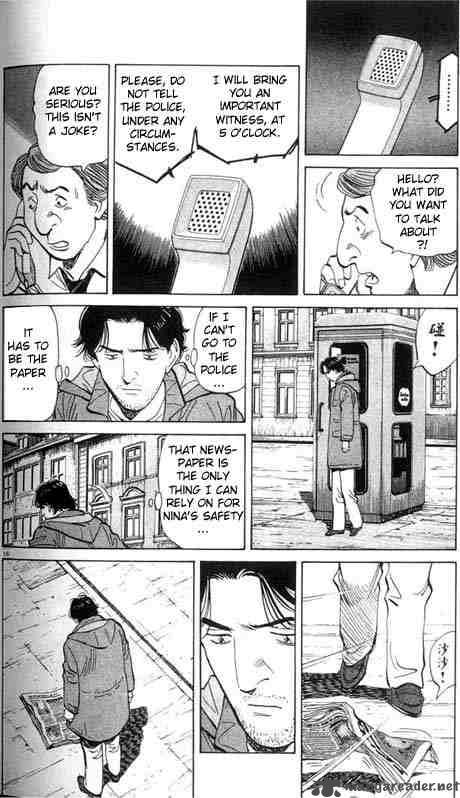 .........
HELLO?
WHAT DID
YOU WANT
TO TALK
ABOUT
?!
I WILL BRING
YOU AN
IMPORTANT
WITNESS, AT
5 O'CLOCK.
PLEASE, DO
NOT TELL
THE POLICE,
UNDER ANY
CIRCUM-
STANCES.
ARE YOU
SERIOUS?
THIS ISN'T
A JOKE?
碰!
IF I
CAN'T
GO TO
THE
POLICE
...
IT
HAS TO
BE THE
PAPER
...
THAT NEWS-
PAPER IS
THE ONLY
THING I CAN
RELY ON FOR
NINA'S SAFETY
...
沙沙!
mangareader.net